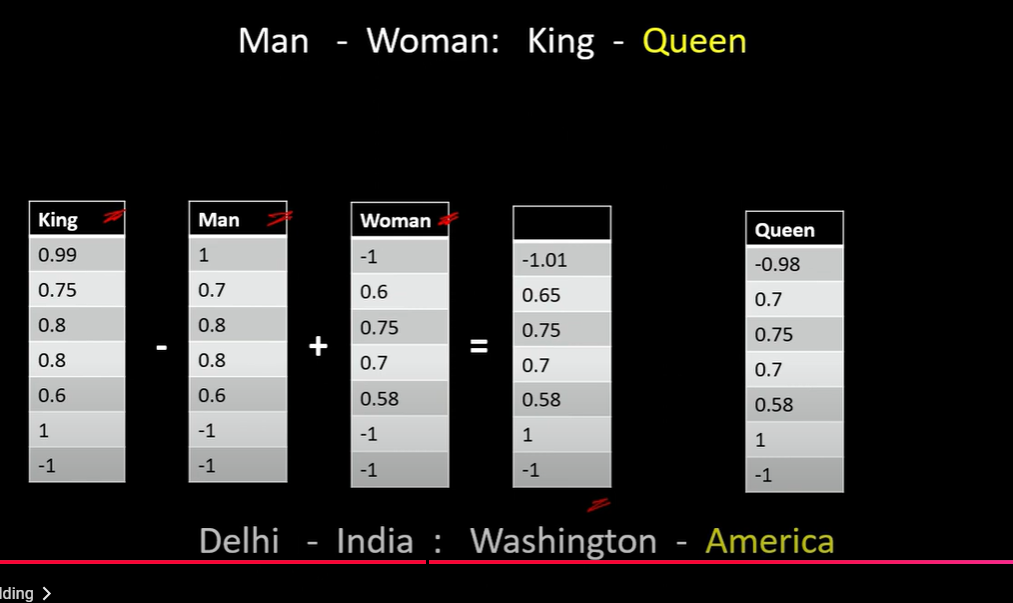 Man - Woman: King - Queen
King Man Woman Queen
0.99 1 -1 -1.01 -0.98
0.75 0.7 0.6 0.65 0.7
0.8 0.8 0.75 0.75 0.75
0.8 - 0.8 + 0.7 = 0.7 0.7
0.6 0.6 0.58 0.58 0.58
1 -1 -1 1 1
-1 -1 -1 -1 -1
Delhi - India : Washington - America